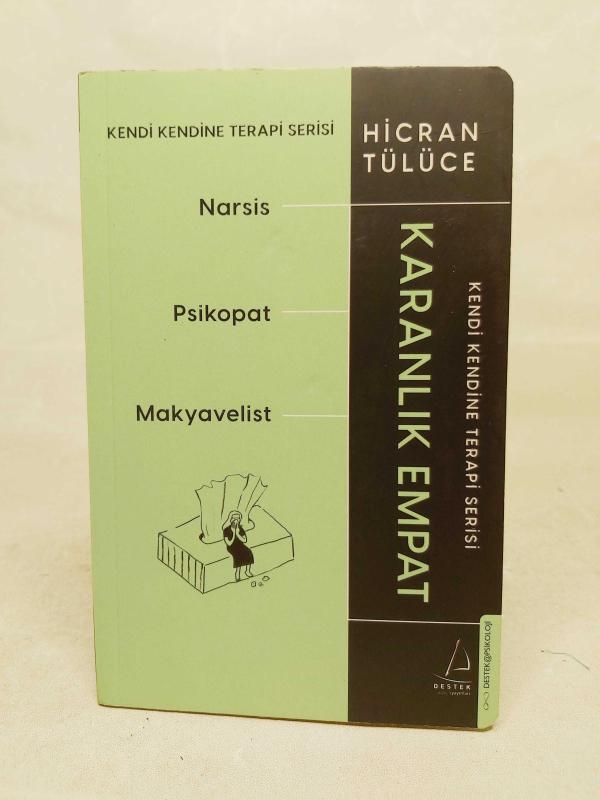 KENDİ KENDİNE TERAPİ SERİSİ
Narsis
Psikopat
Makyavelist
HİCRAN
TÜLÜCE
KARANLIK EMPAT
KENDİ KENDİNE TERAPİ SERİSİ
DESTEK
yayınları
DESTEK@PSİKOLOJİ